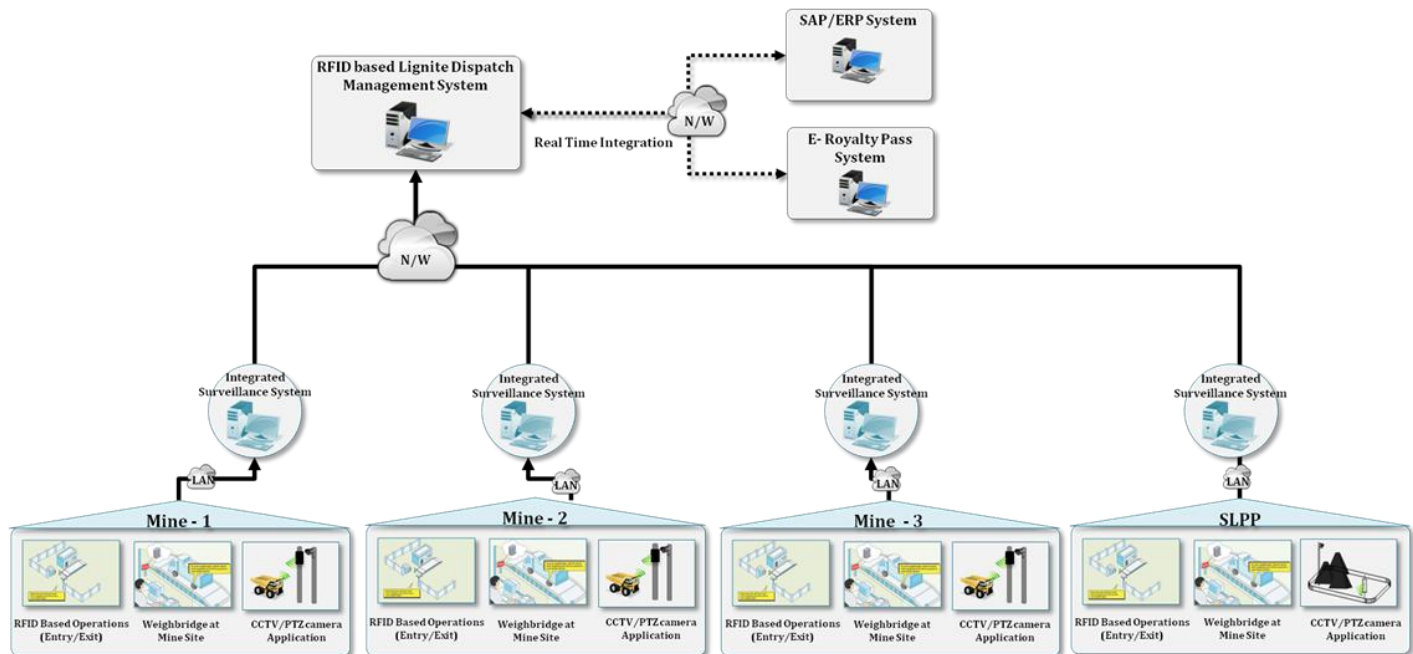 SAP/ERP System
RFID based Lignite Dispatch
Management System
N/W
Real Time Integration
E- Royalty Pass
System
N/W
Integrated
Surveillance System
Integrated
Surveillance System
Integrated
Surveillance System
Integrated
Surveillance System
LAN
LAN
LAN
LAN
Mine - 1
Mine - 2
Mine - 3
SLPP
RFID Based Operations
(Entry/Exit)
Weighbridge at
Mine Site
CCTV/PTZ camera
Application
RFID Based Operations
(Entry/Exit)
Weighbridge at
Mine Site
CCTV/PTZ camera
Application
RFID Based Operations
(Entry/Exit)
Weighbridge at
Mine Site
CCTV/PTZ camera
Application
RFID Based Operations
(Entry/Exit)
Weighbridge at
Mine Site
CCTV/PTZ camera
Application